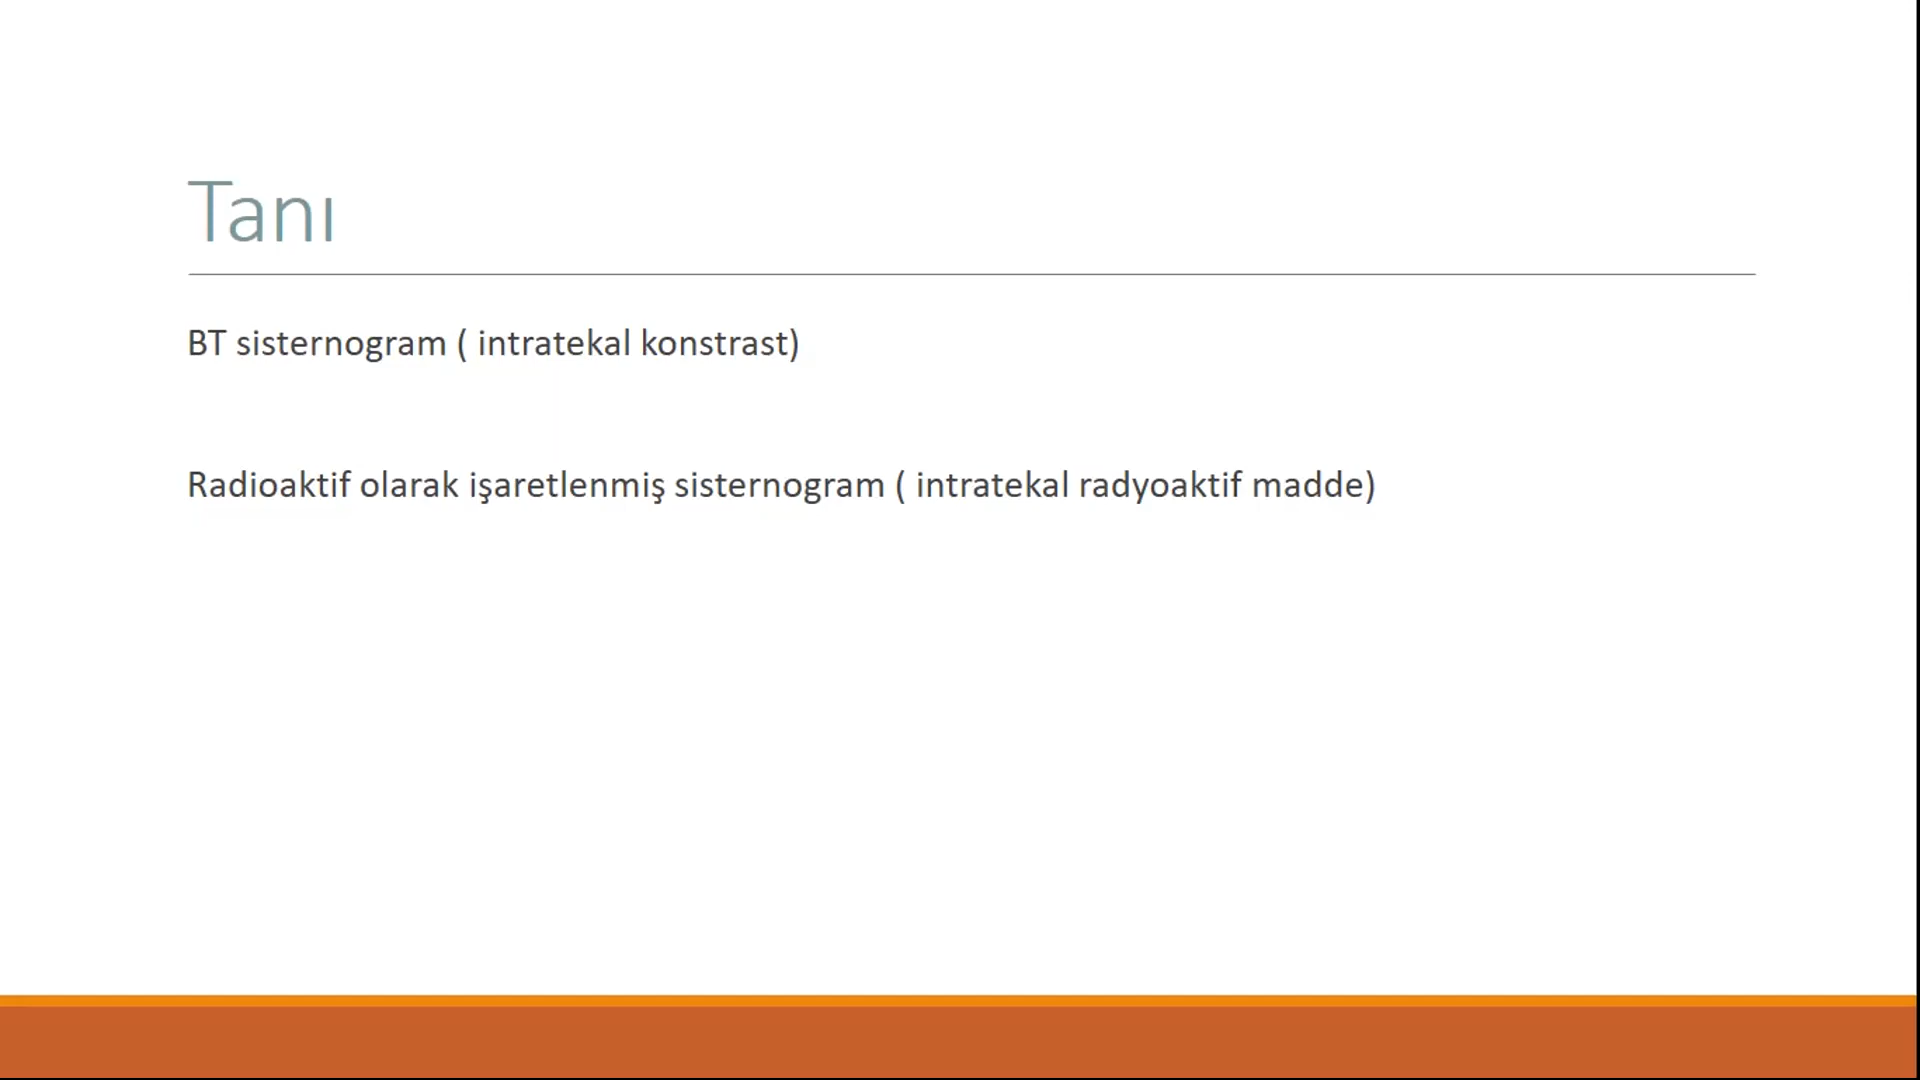 Tanı
BT sisternogram ( intratekal konstrast)
Radioaktif olarak işaretlenmiş sisternogram ( intratekal radyoaktif madde)